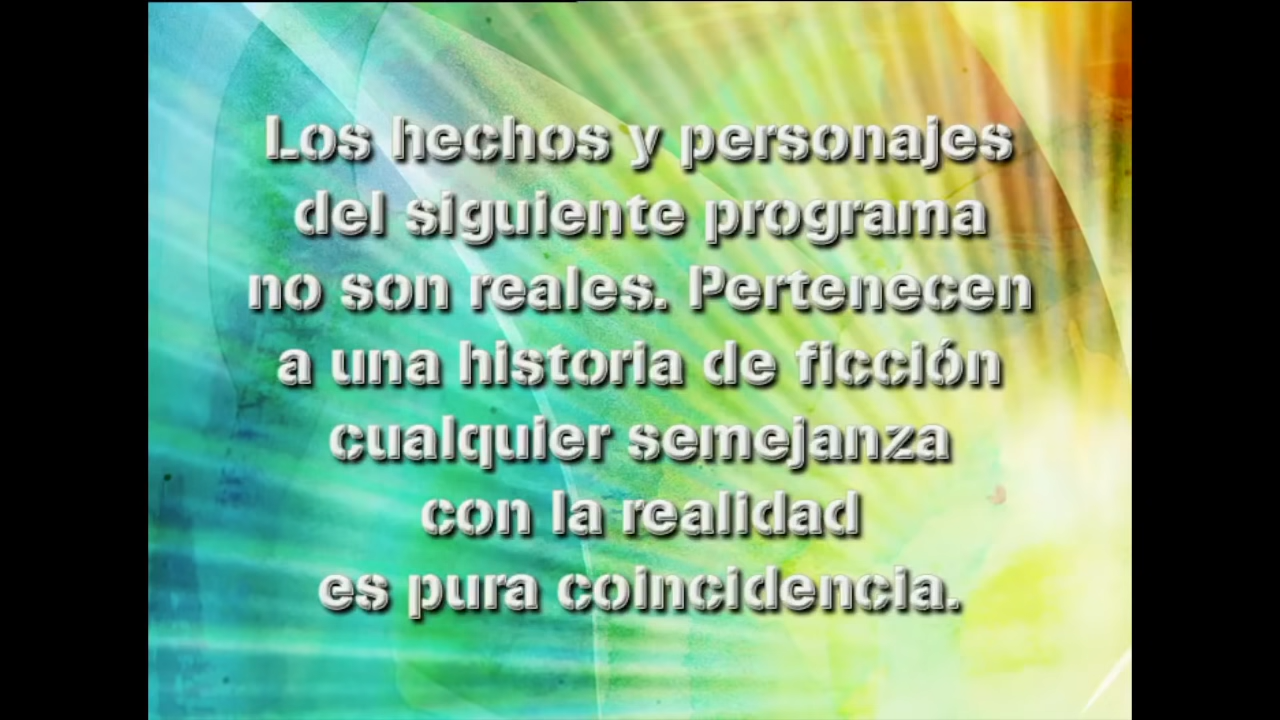 Los hechos y personajes
del siguiente programa
no son reales. Pertenecen
a una historia de ficción
cualquier semejanza
con la realidad
es pura coincidencia.